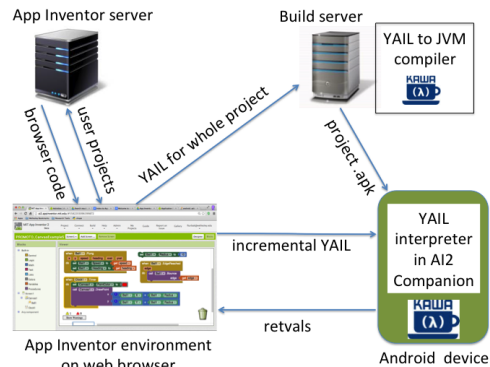 App Inventor server
Build server
YAIL to JVM
compiler
KAWA
(λ)
browser code
user projects
YAIL for whole project
project .apk
incremental YAIL
retvals
YAIL
interpreter
in AI2
Companion
KAWA
(λ)
App Inventor environment
on web browser
Android device